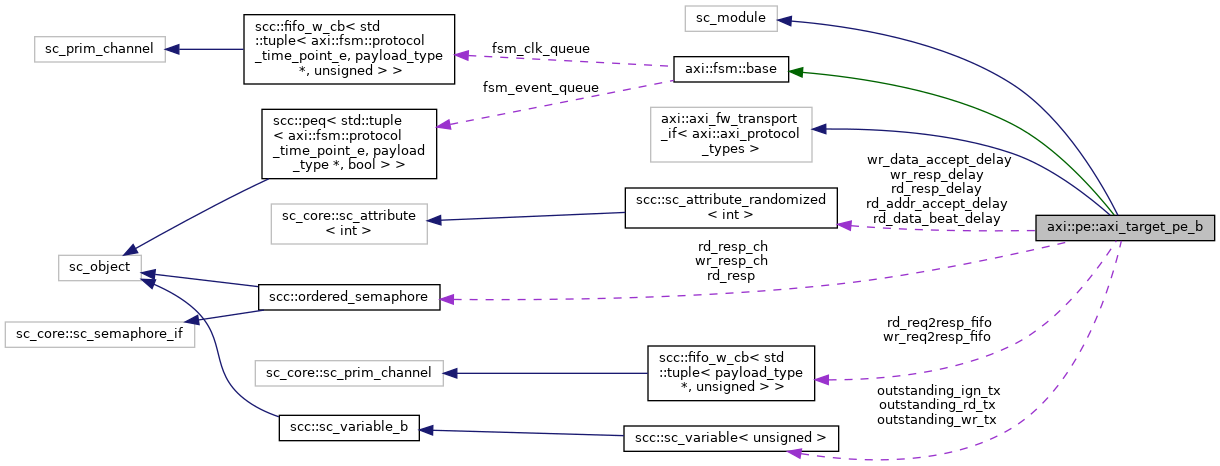 scc::fifo_w_cb< std
::tuple< axi::fsm::protocol
_time_point_e, payload_type
*, unsigned > >
sc_module
sc_prim_channel
fsm_clk_queue
axi::fsm::base
fsm_event_queue
scc::peq< std::tuple
< axi::fsm::protocol
_time_point_e, payload
_type *, bool > >
axi::axi_fw_transport
_if< axi::axi_protocol
_types >
wr_data_accept_delay
wr_resp_delay
rd_resp_delay
rd_addr_accept_delay
rd_data_beat_delay
scc::sc_attribute_randomized
< int >
sc_core::sc_attribute
< int >
axi::pe::axi_target_pe_b
rd_resp_ch
wr_resp_ch
rd_resp
sc_object
scc::ordered_semaphore
sc_core::sc_semaphore_if
rd_req2resp_fifo
wr_req2resp_fifo
scc::fifo_w_cb< std
::tuple< payload_type
*, unsigned > >
sc_core::sc_prim_channel
outstanding_ign_tx
outstanding_rd_tx
outstanding_wr_tx
scc::sc_variable_b
scc::sc_variable< unsigned >